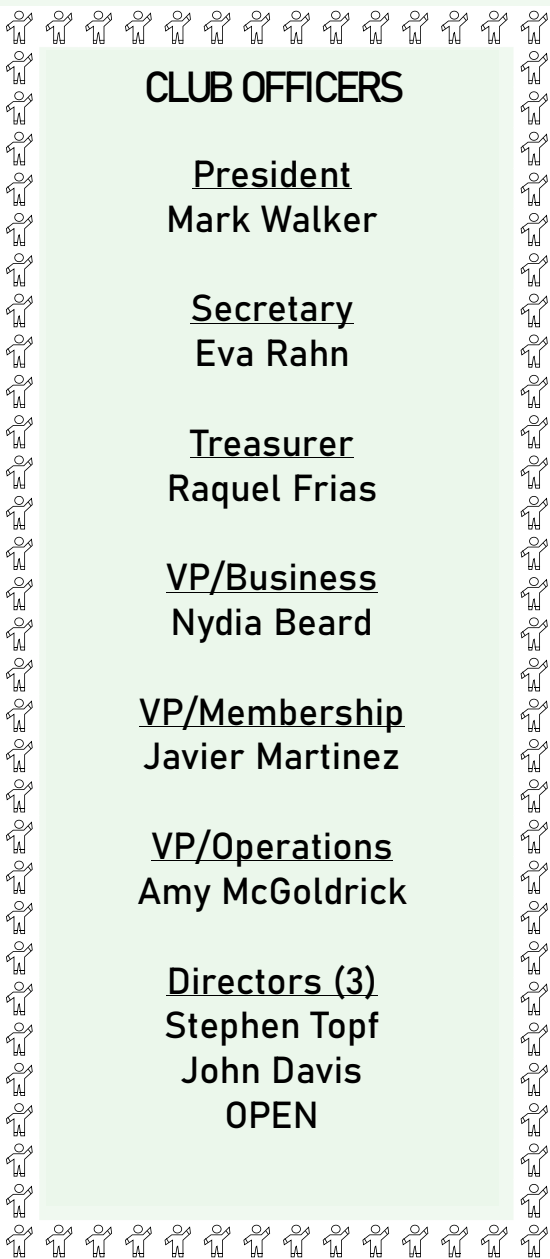 CLUB OFFICERS
President
Mark Walker
Secretary
Eva Rahn
Treasurer
Raquel Frias
VP/Business
Nydia Beard
VP/Membership
Javier Martinez
VP/Operations
Amy McGoldrick
Directors (3)
Stephen Topf
John Davis
OPEN